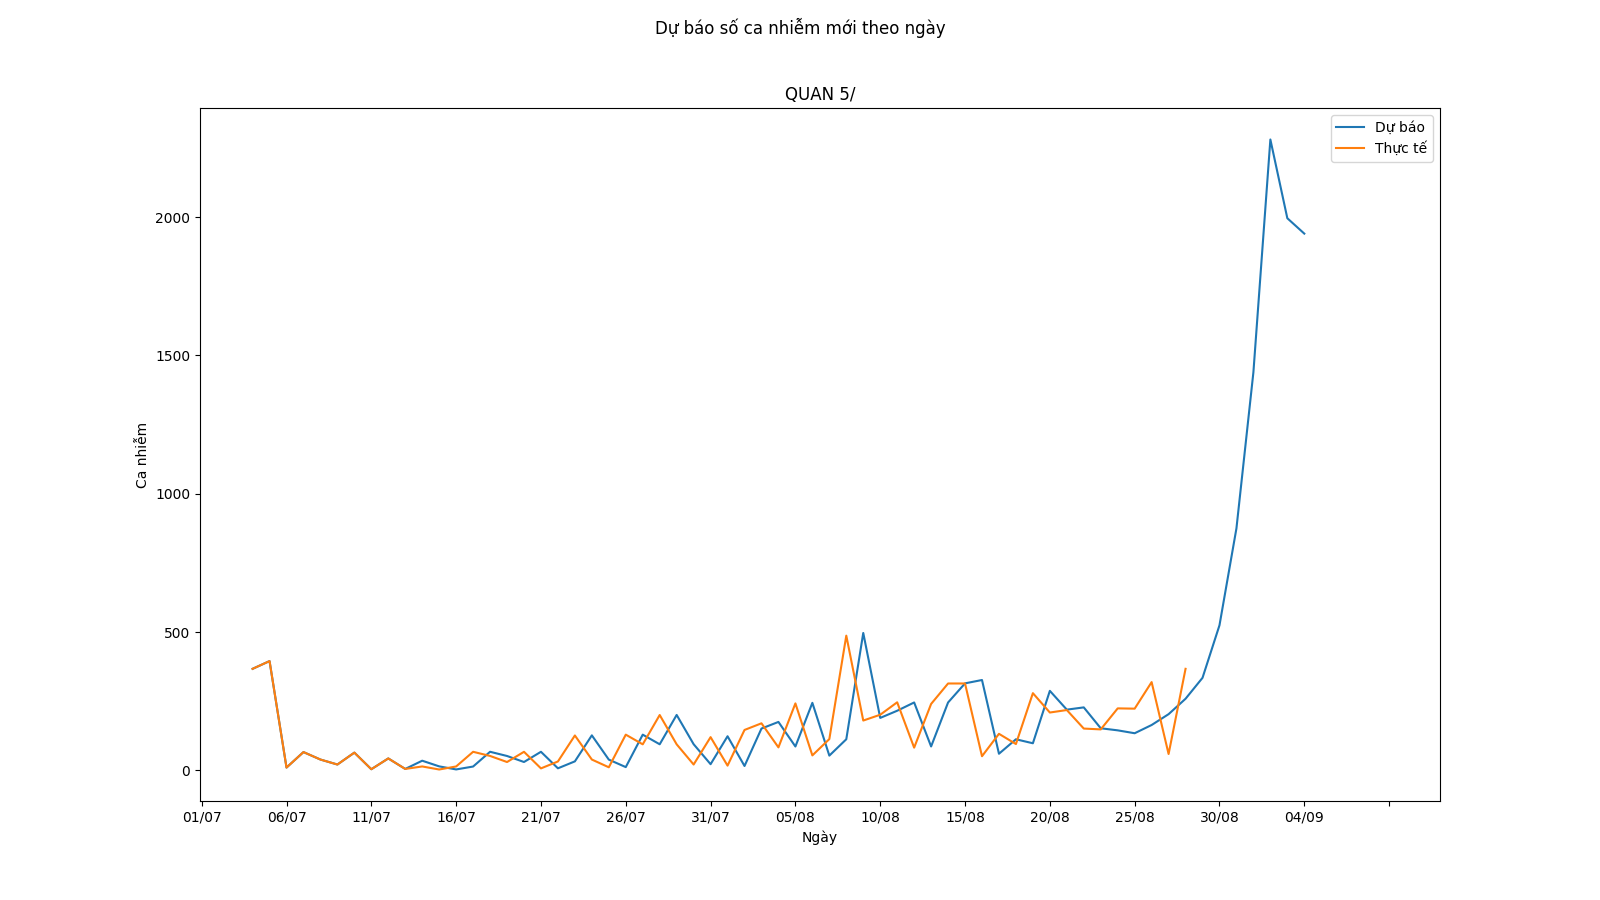 Dự báo số ca nhiễm mới theo ngày
QUAN 5/
Dự báo
Thực tế
2000
1500
1000
500
0
Ca nhiễm
01/07 06/07 11/07 16/07 21/07 26/07 31/07 05/08 10/08 15/08 20/08 25/08 30/08 04/09
Ngày